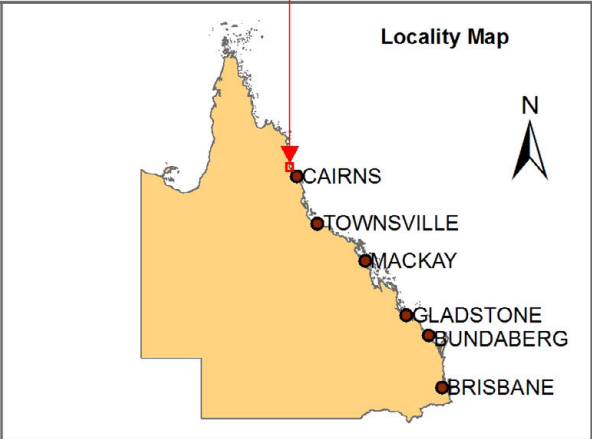 Locality Map
N
CAIRNS
TOWNSVILLE
MACKAY
GLADSTONE
BUNDABERG
BRISBANE